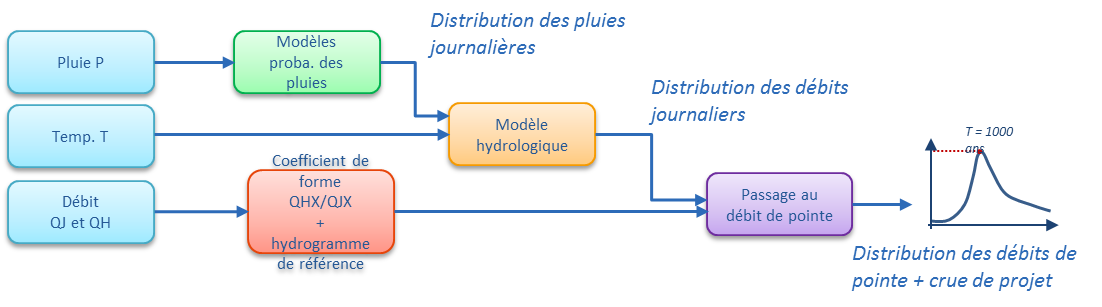 Distribution des pluies
journalières
Pluie P
Modèles
proba. des
pluies
Distribution des débits
journaliers
Temp. T
Modèle
hydrologique
T = 1000
ans
Coefficient de
forme
QHX/QJX
+
hydrogramme
de référence
Débit
QJ et QH
Passage au
débit de pointe
Distribution des débits de
pointe + crue de projet